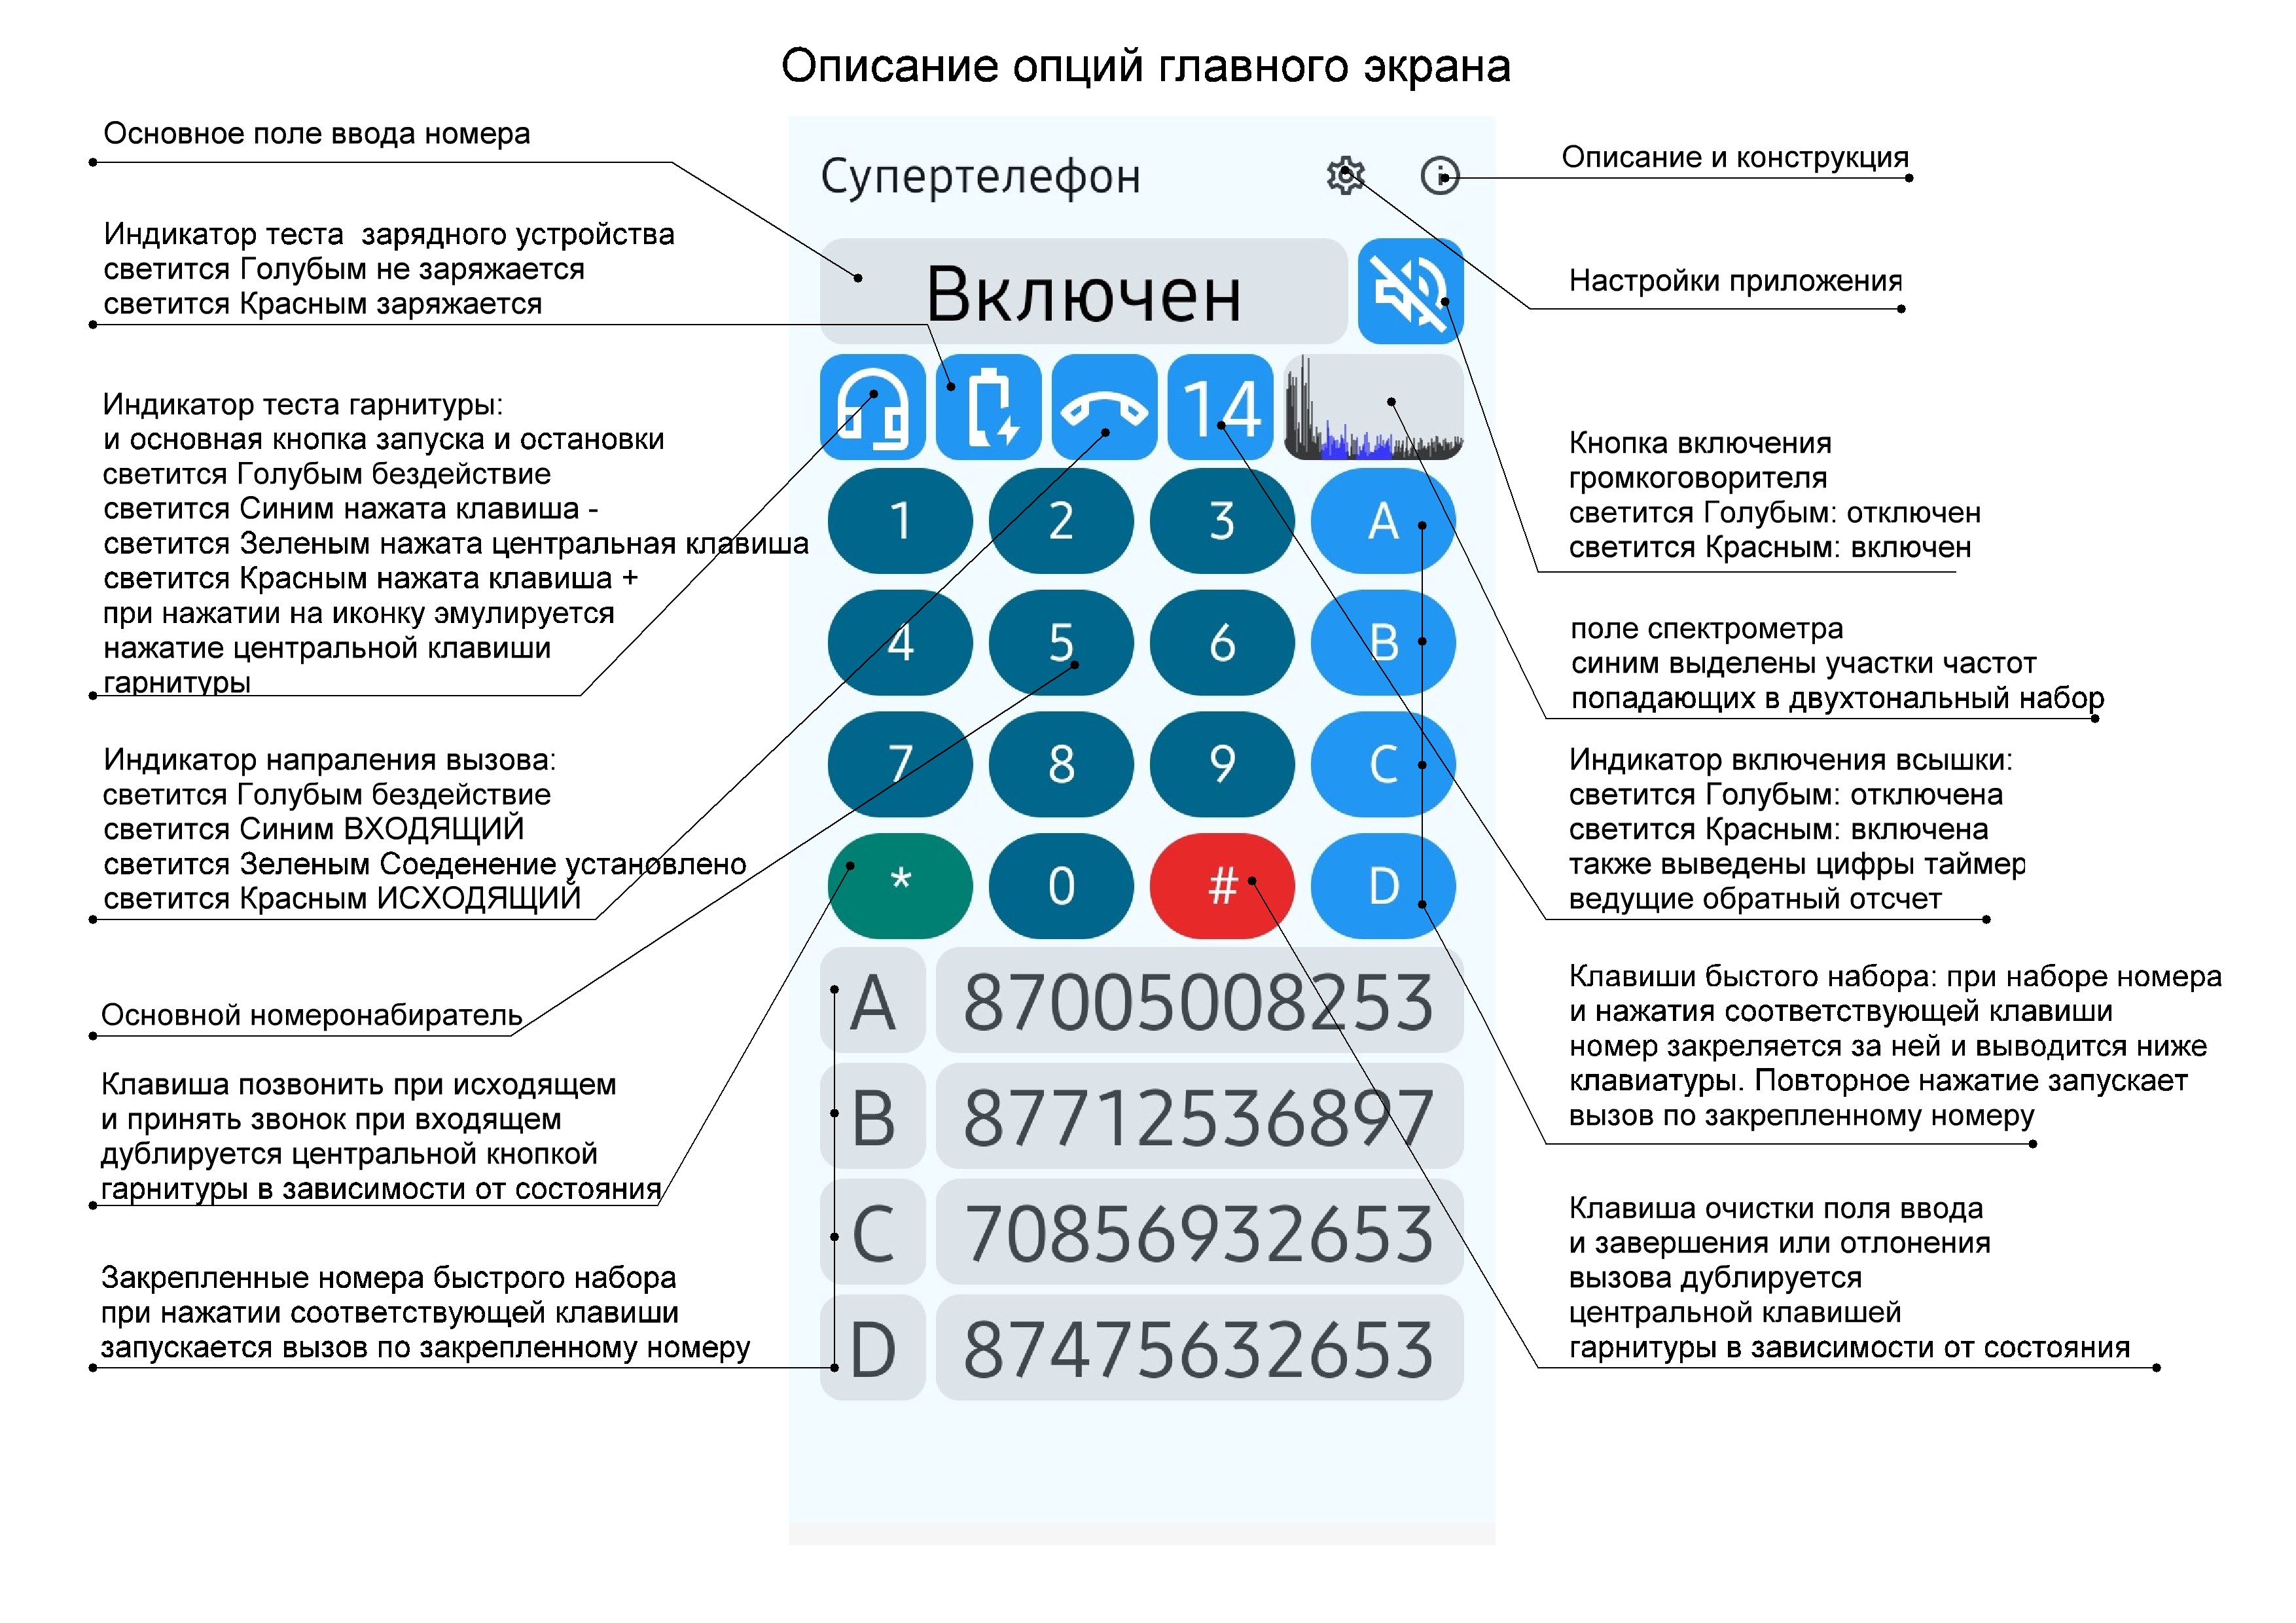 Описание опций главного экрана
Основное поле ввода номера
Индикатор теста  зарядного устройства
светится Голубым не заряжается
светится Красным заряжается
Индикатор теста гарнитуры:
и основная кнопка запуска и остановки
светится Голубым бездействие
светится Синим нажата клавиша -
светится Зеленым нажата центральная клавиша
светится Красным нажата клавиша +
при нажатии на иконку эмулируется
нажатие центральной клавиши
гарнитуры
Индикатор напраления вызова:
светится Голубым бездействие
светится Синим ВХОДЯЩИЙ
светится Зеленым Соеденение установлено
светится Красным ИСХОДЯЩИЙ
Основной номеронабиратель
Клавиша позвонить при исходящем
и принять звонок при входящем
дублируется центральной кнопкой
гарнитуры в зависимости от состояния
Закрепленные номера быстрого набора
при нажатии соответствующей клавиши
запускается вызов по закрепленному номеру
Супертелефон
Включен
14
1 2 3 A
4 5 6 B
7 8 9 C
* 0 # D
A 87005008253
B 87712536897
C 70856932653
D 87475632653
Описание и конструкция
Настройки приложения
Кнопка включения
громкоговорителя
светится Голубым: отключен
светится Красным: включен
поле спектрометра
синим выделены участки частот
попадающих в двухтональный набор
Индикатор включения всышки:
светится Голубым: отключена
светится Красным: включена
также выведены цифры таймер
ведущие обратный отсчет
Клавиши быстого набора: при наборе номера
и нажатия соответствующей клавиши
номер закреляется за ней и выводится ниже
клавиатуры. Повторное нажатие запускает
вызов по закрепленному номеру
Клавиша очистки поля ввода
и завершения или отлонения
вызова дублируется
центральной клавишей
гарнитуры в зависимости от состояния